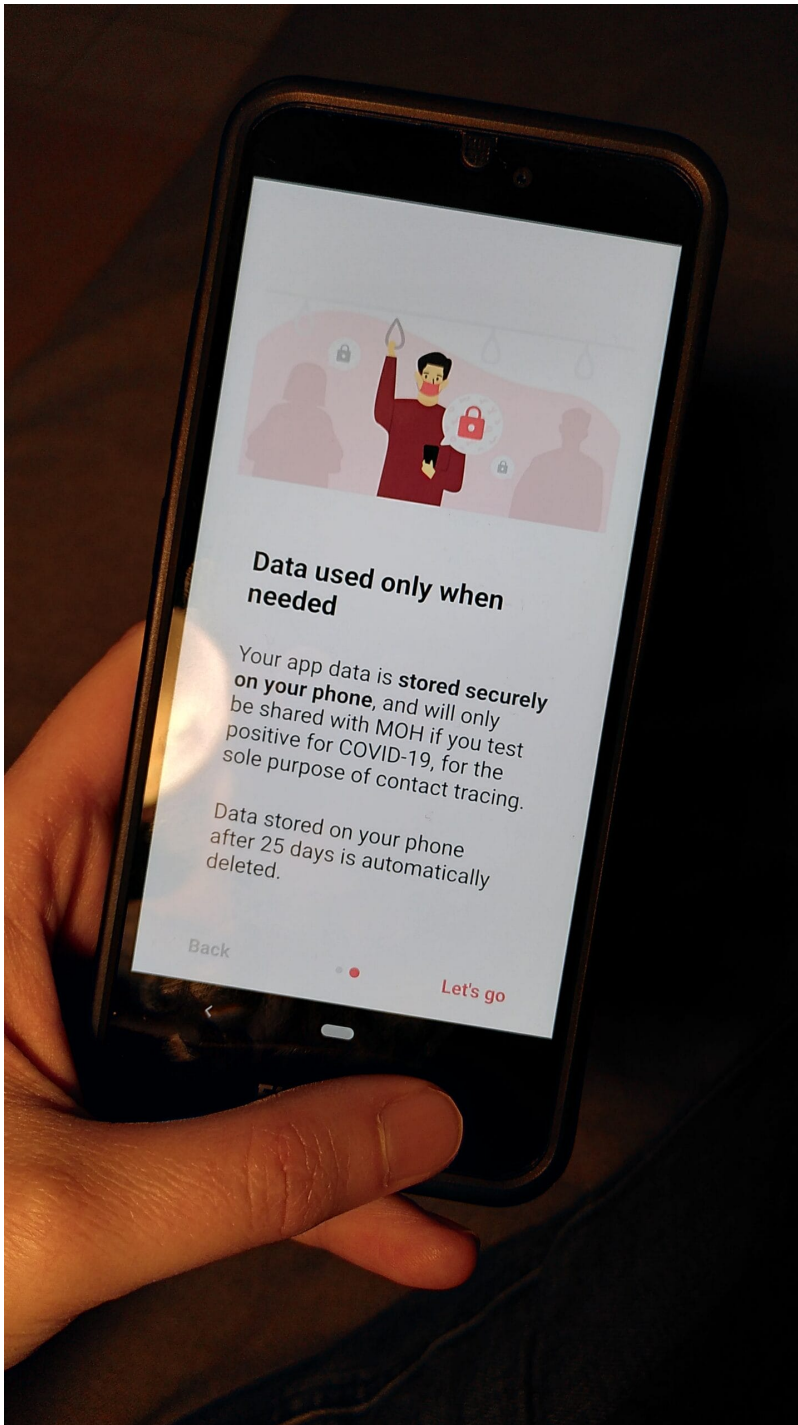 Data used only when
needed
Your app data is stored securely
on your phone, and will only
be shared with MOH if you test
positive for COVID-19, for the
sole purpose of contact tracing.
Data stored on your phone
after 25 days is automatically
deleted.
Back
Let's go